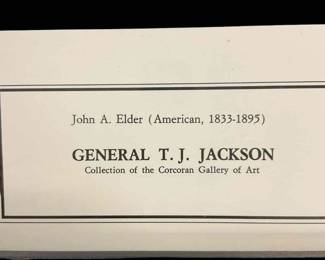 John A. Elder (American, 1833-1895)
GENERAL T. J. JACKSON
Collection of the Corcoran Gallery of Art